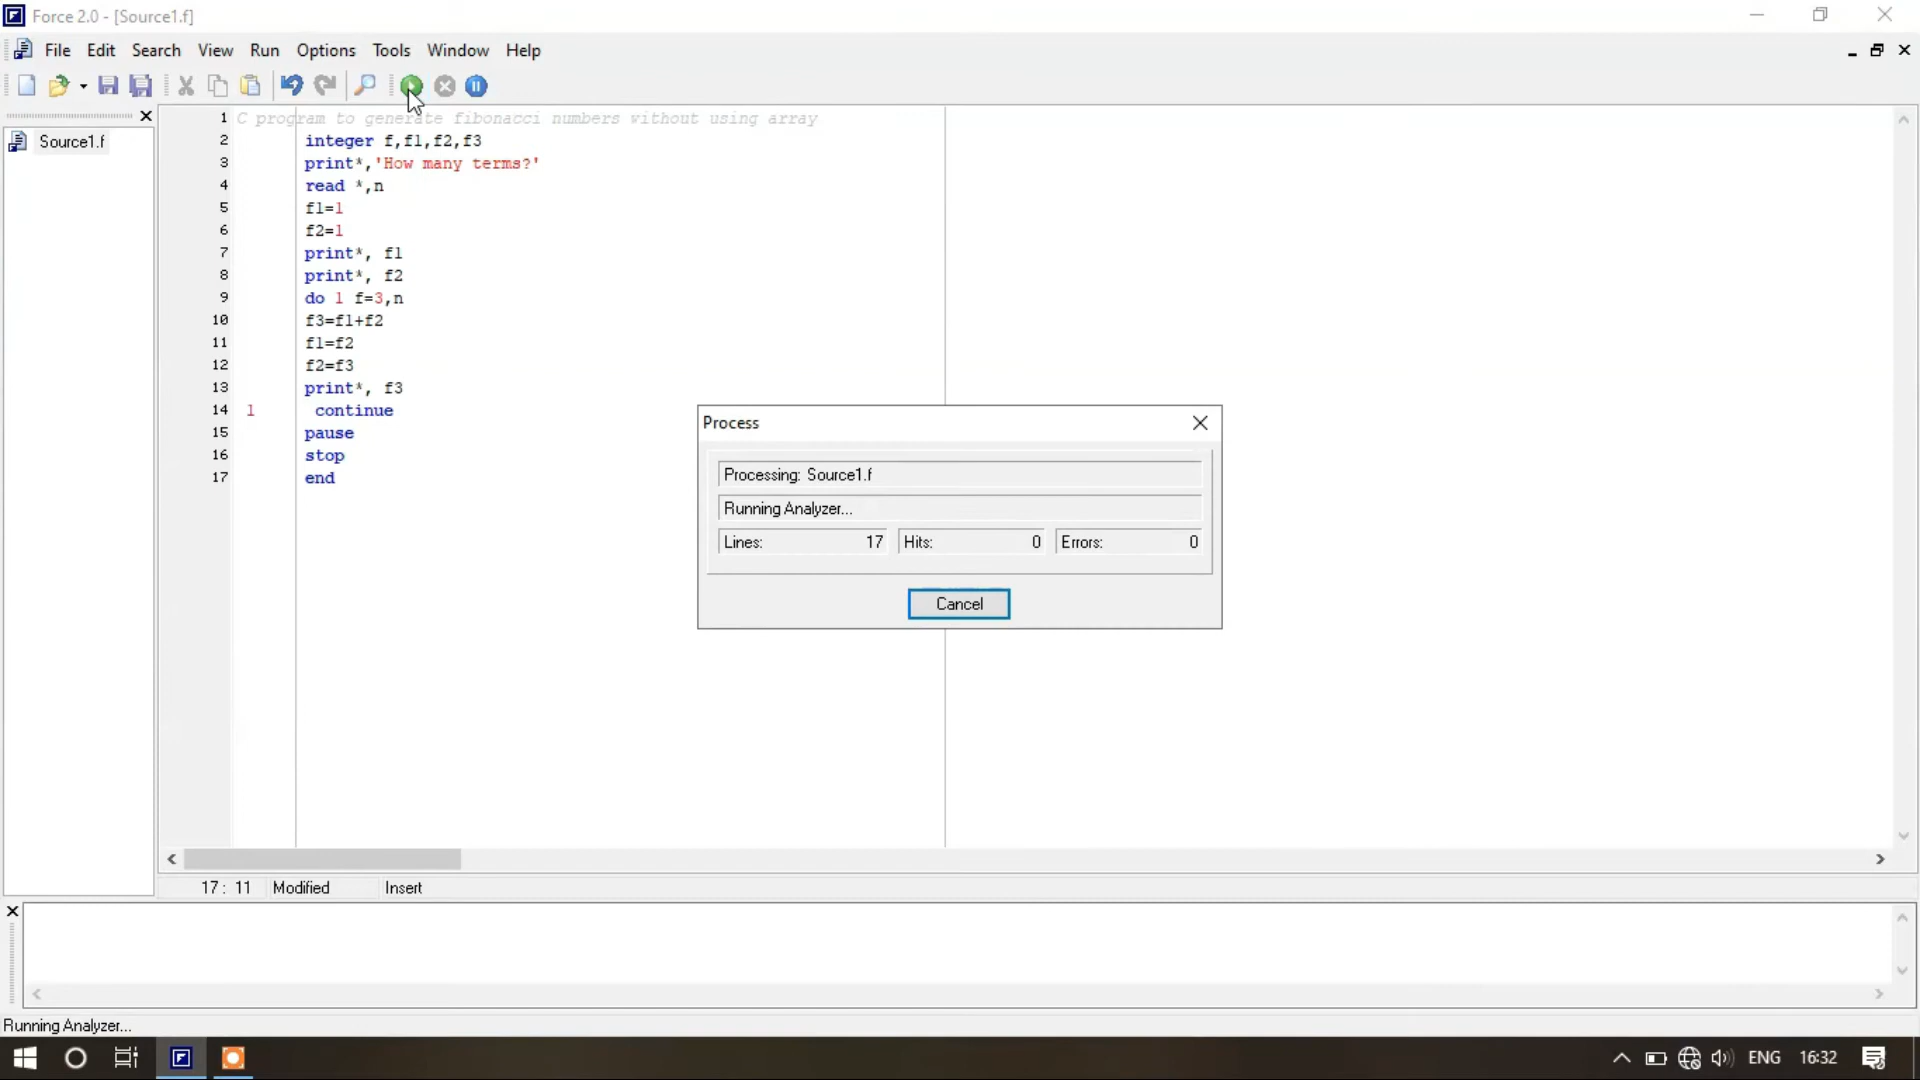 Force 2.0 - [Source1.f]
File Edit Search View Run Options Tools Window Help
Source1.f
1 C program to generate fibonacci numbers without using array
2 integer f,f1,f2,f3
3 print*,'How many terms?'
4 read *,n
5 f1=1
6 f2=1
7 print*, f1
8 print*, f2
9 do 1 f=3,n
10 f3=f1+f2
11 f1=f2
12 f2=f3
13 print*, f3
14 1 continue
15 pause
16 stop
17 end
Process
Processing: Source1.f
Running Analyzer...
Lines: 17 Hits: 0 Errors: 0
Cancel
17: 11 Modified Insert
Running Analyzer...
ENG 16:32